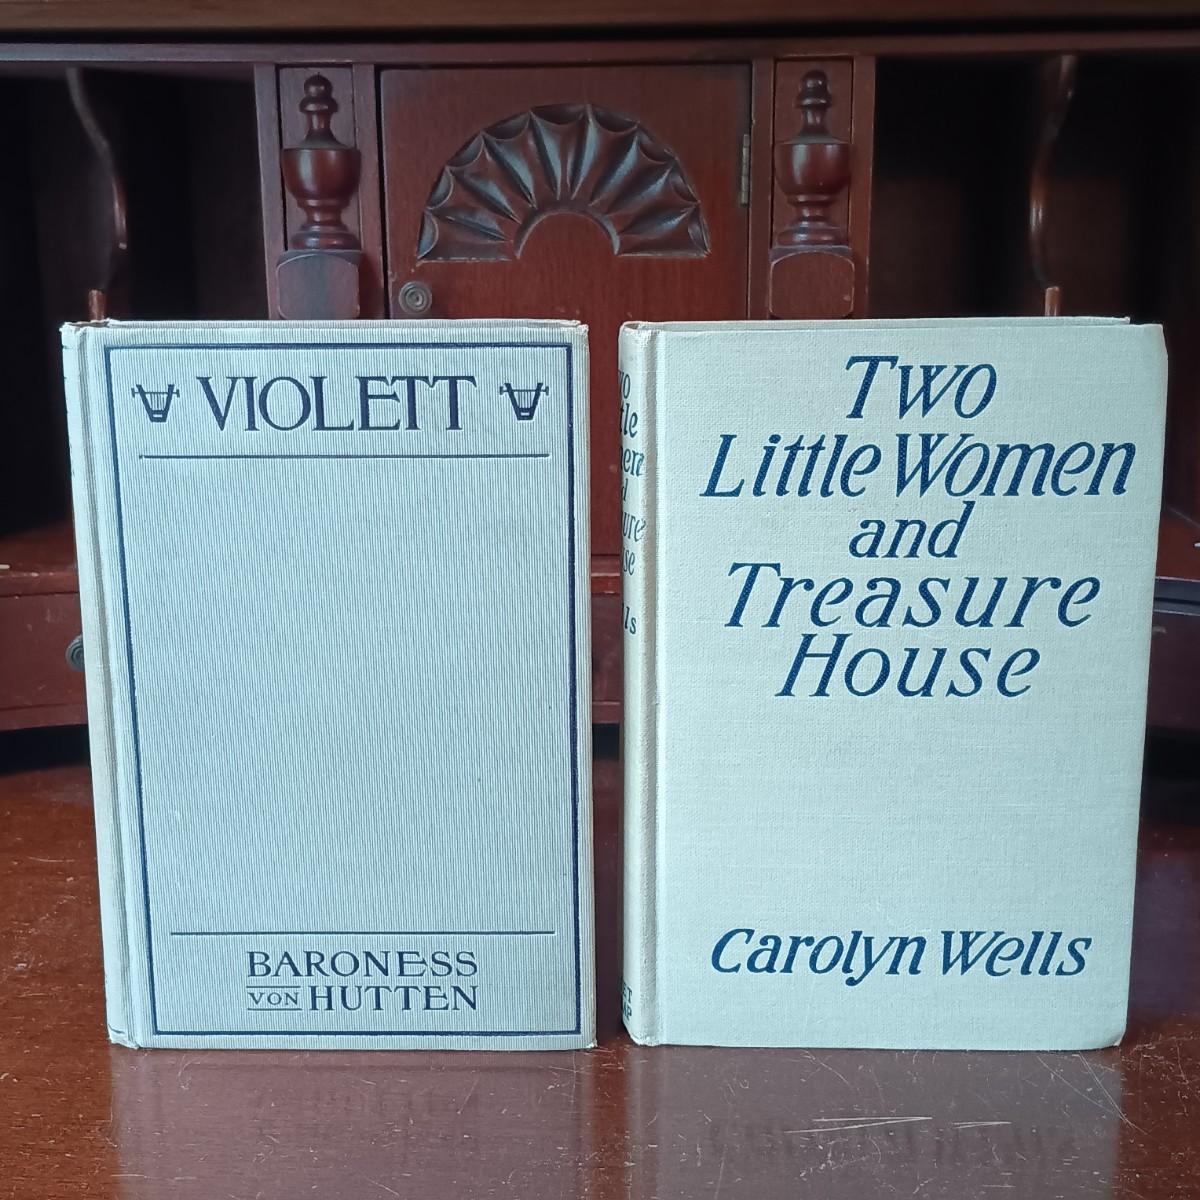 VIOLETT
BARONESS
VON HUTTEN
Two
Little Women
and
Treasure
House
Carolyn Wells